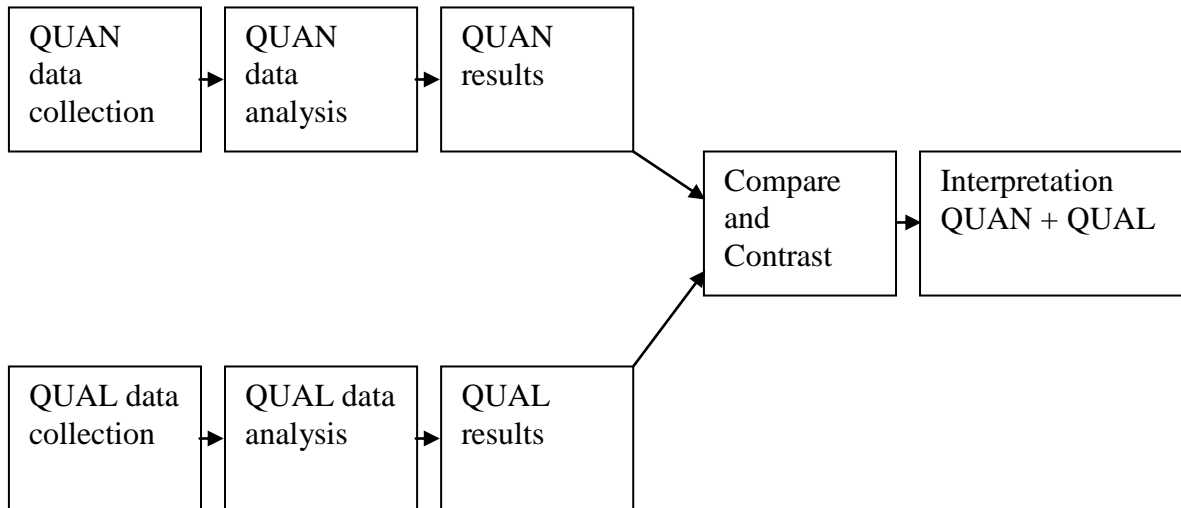 QUAN
data
collection
QUAN
data
analysis
QUAN
results
Compare
and
Contrast
Interpretation
QUAN + QUAL
QUAL data
collection
QUAL data
analysis
QUAL
results